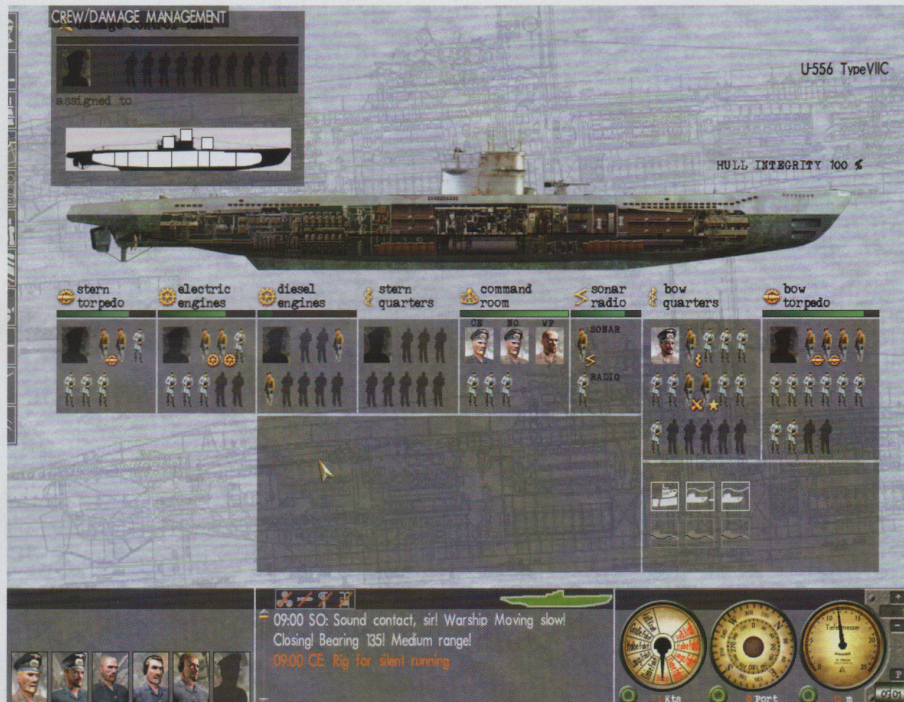 CREW/DAMAGE MANAGEMENT
assigned to
U-556 TypeVIIC
HULL INTEGRITY 100 %
stern torpedo
electric engines
diesel engines
stern quarters
command room
sonar radio
bow quarters
bow torpedo
CE NO WP
SONAR
RADIO
09:00 SO: Sound contact, sir! Warship Moving slow!
Closing! Bearing 135! Medium range!
09:00 CE: Rig for silent running
Kts
Port
m